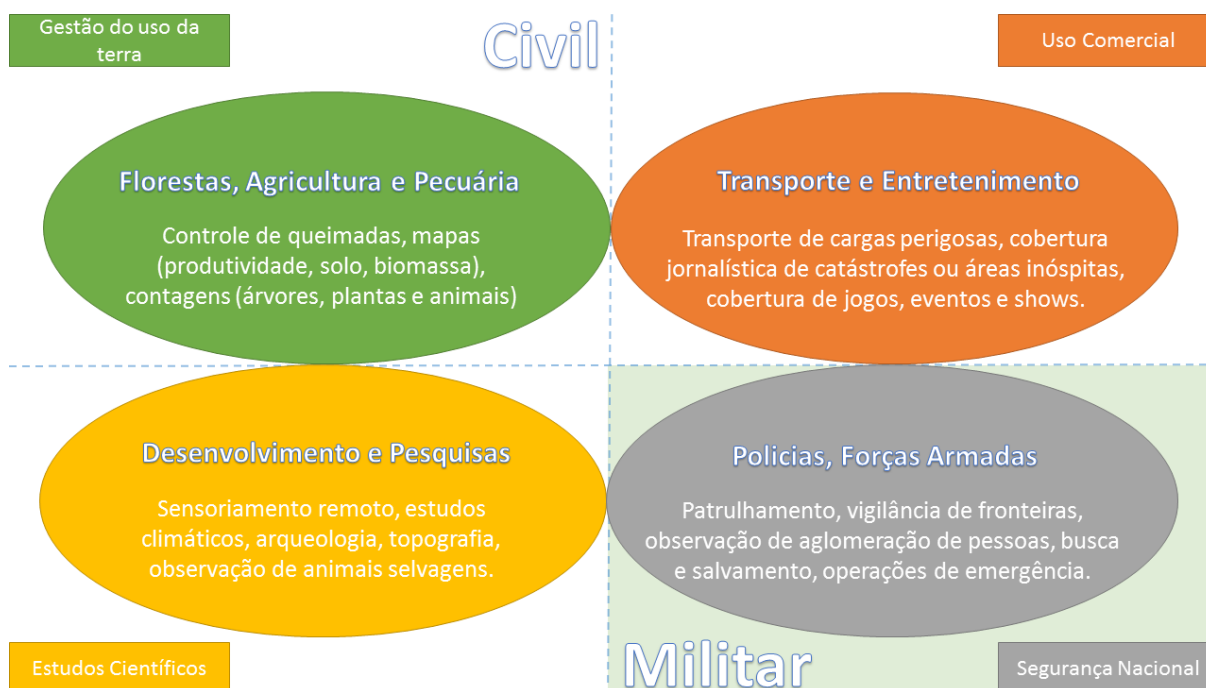 Gestão do uso da
terra
Civil
Uso Comercial
Florestas, Agricultura e Pecuária
Controle de queimadas, mapas
(produtividade, solo, biomassa),
contagens (árvores, plantas e animais)
Transporte e Entretenimento
Transporte de cargas perigosas, cobertura
jornalística de catástrofes ou áreas inóspitas,
cobertura de jogos, eventos e shows.
Desenvolvimento e Pesquisas
Sensoriamento remoto, estudos
climáticos, arqueologia, topografia,
observação de animais selvagens.
Policias, Forças Armadas
Patrulhamento, vigilância de fronteiras,
observação de aglomeração de pessoas, busca
e salvamento, operações de emergência.
Estudos Científicos
Militar
Segurança Nacional